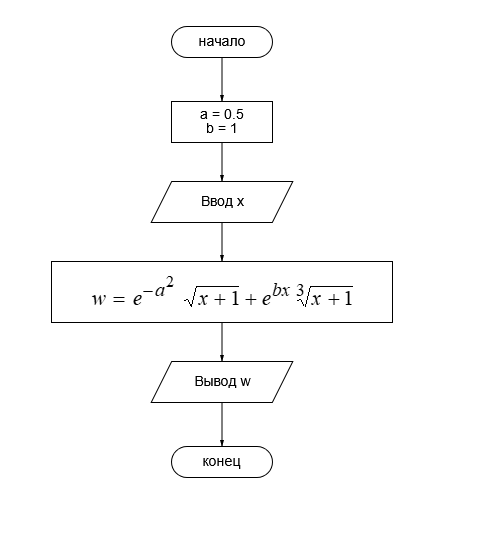 начало
a = 0.5
b = 1
Ввод x
w = e^{-a^2} √(x + 1) + e^{bx} ∛(x + 1)
Вывод w
конец